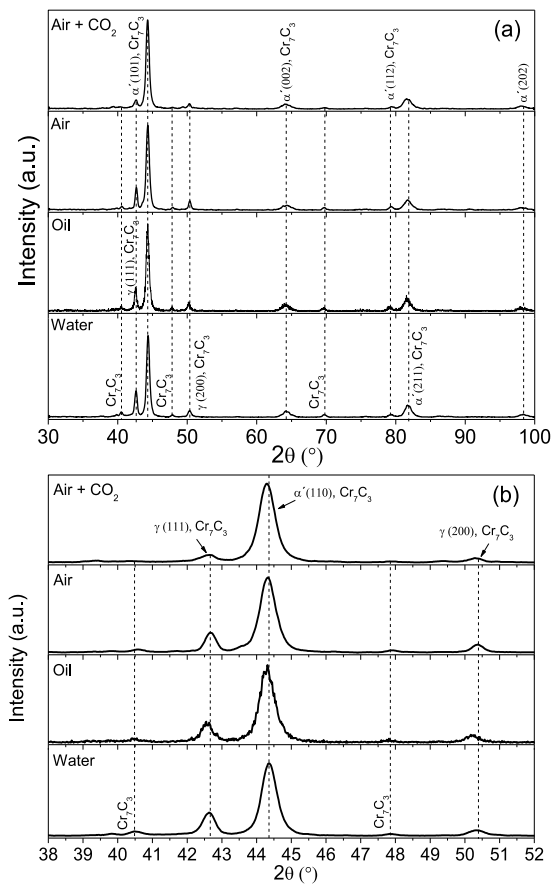 Air + CO₂
(a)
α´(101), Cr₇C₃
α´(002), Cr₇C₃
α´(112), Cr₇C₃
α´(202)
Air
Oil
γ (111), Cr₇C₃
Water
Cr₇C₃
Cr₇C₃
γ (200), Cr₇C₃
Cr₇C₃
α´(211), Cr₇C₃
Intensity (a.u.)
30 40 50 60 70 80 90 100
2θ (°)
Air + CO₂
(b)
γ (111), Cr₇C₃
α´(110), Cr₇C₃
γ (200), Cr₇C₃
Air
Oil
Water
Cr₇C₃
Cr₇C₃
Intensity (a.u.)
38 39 40 41 42 43 44 45 46 47 48 49 50 51 52
2θ (°)